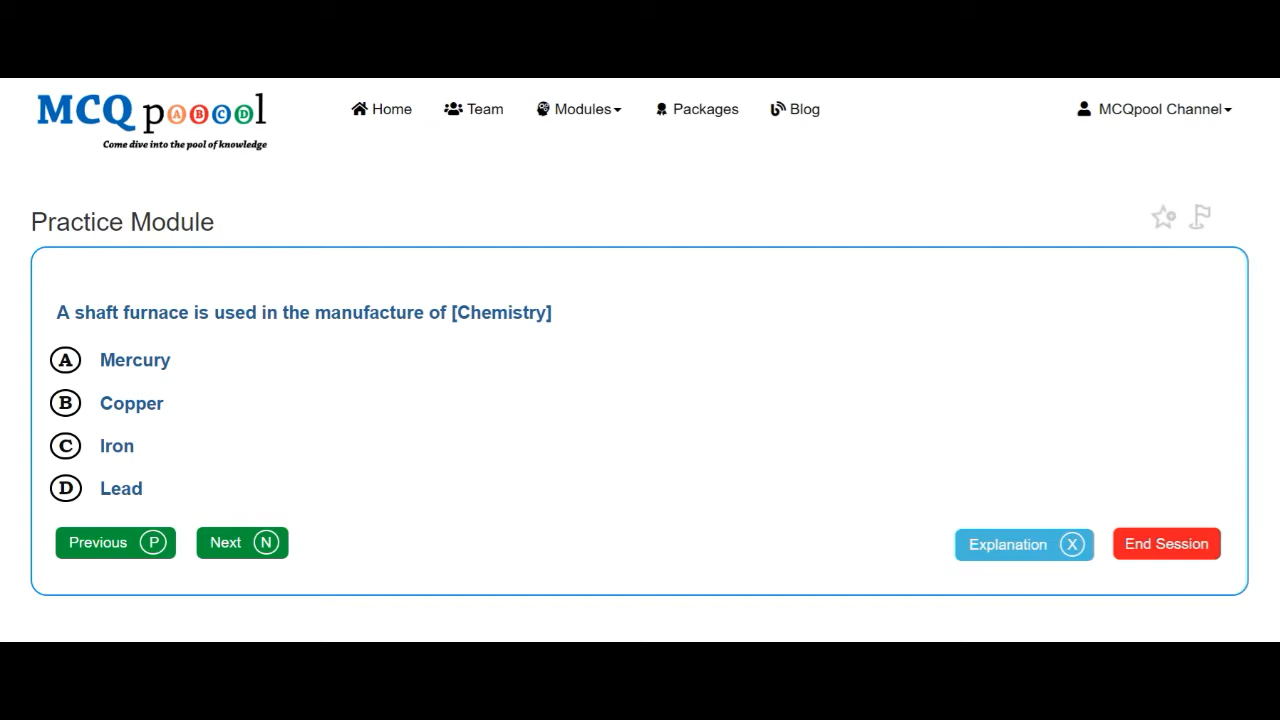 MCQ poABCDl
Come dive into the pool of knowledge
Home Team Modules Packages Blog MCQpool Channel
Practice Module
A shaft furnace is used in the manufacture of [Chemistry]
A Mercury
B Copper
C Iron
D Lead
Previous P Next N Explanation X End Session